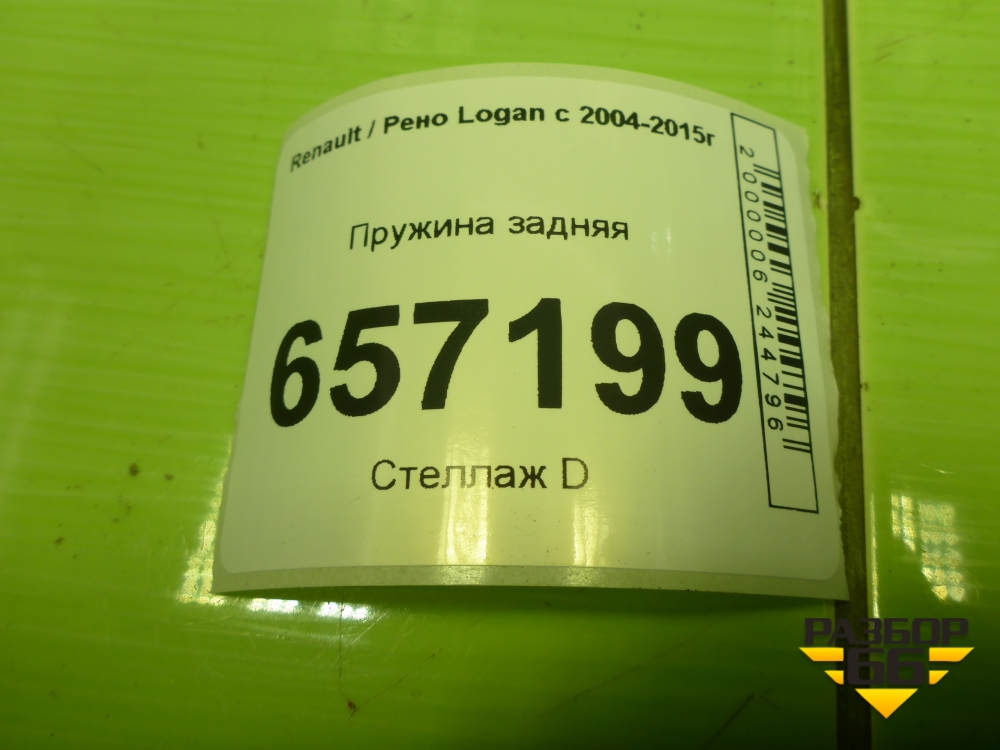 Renault / Рено Logan с 2004-2015г
Пружина задняя
657199
Стеллаж D
2000006244796
РАЗБОР
66